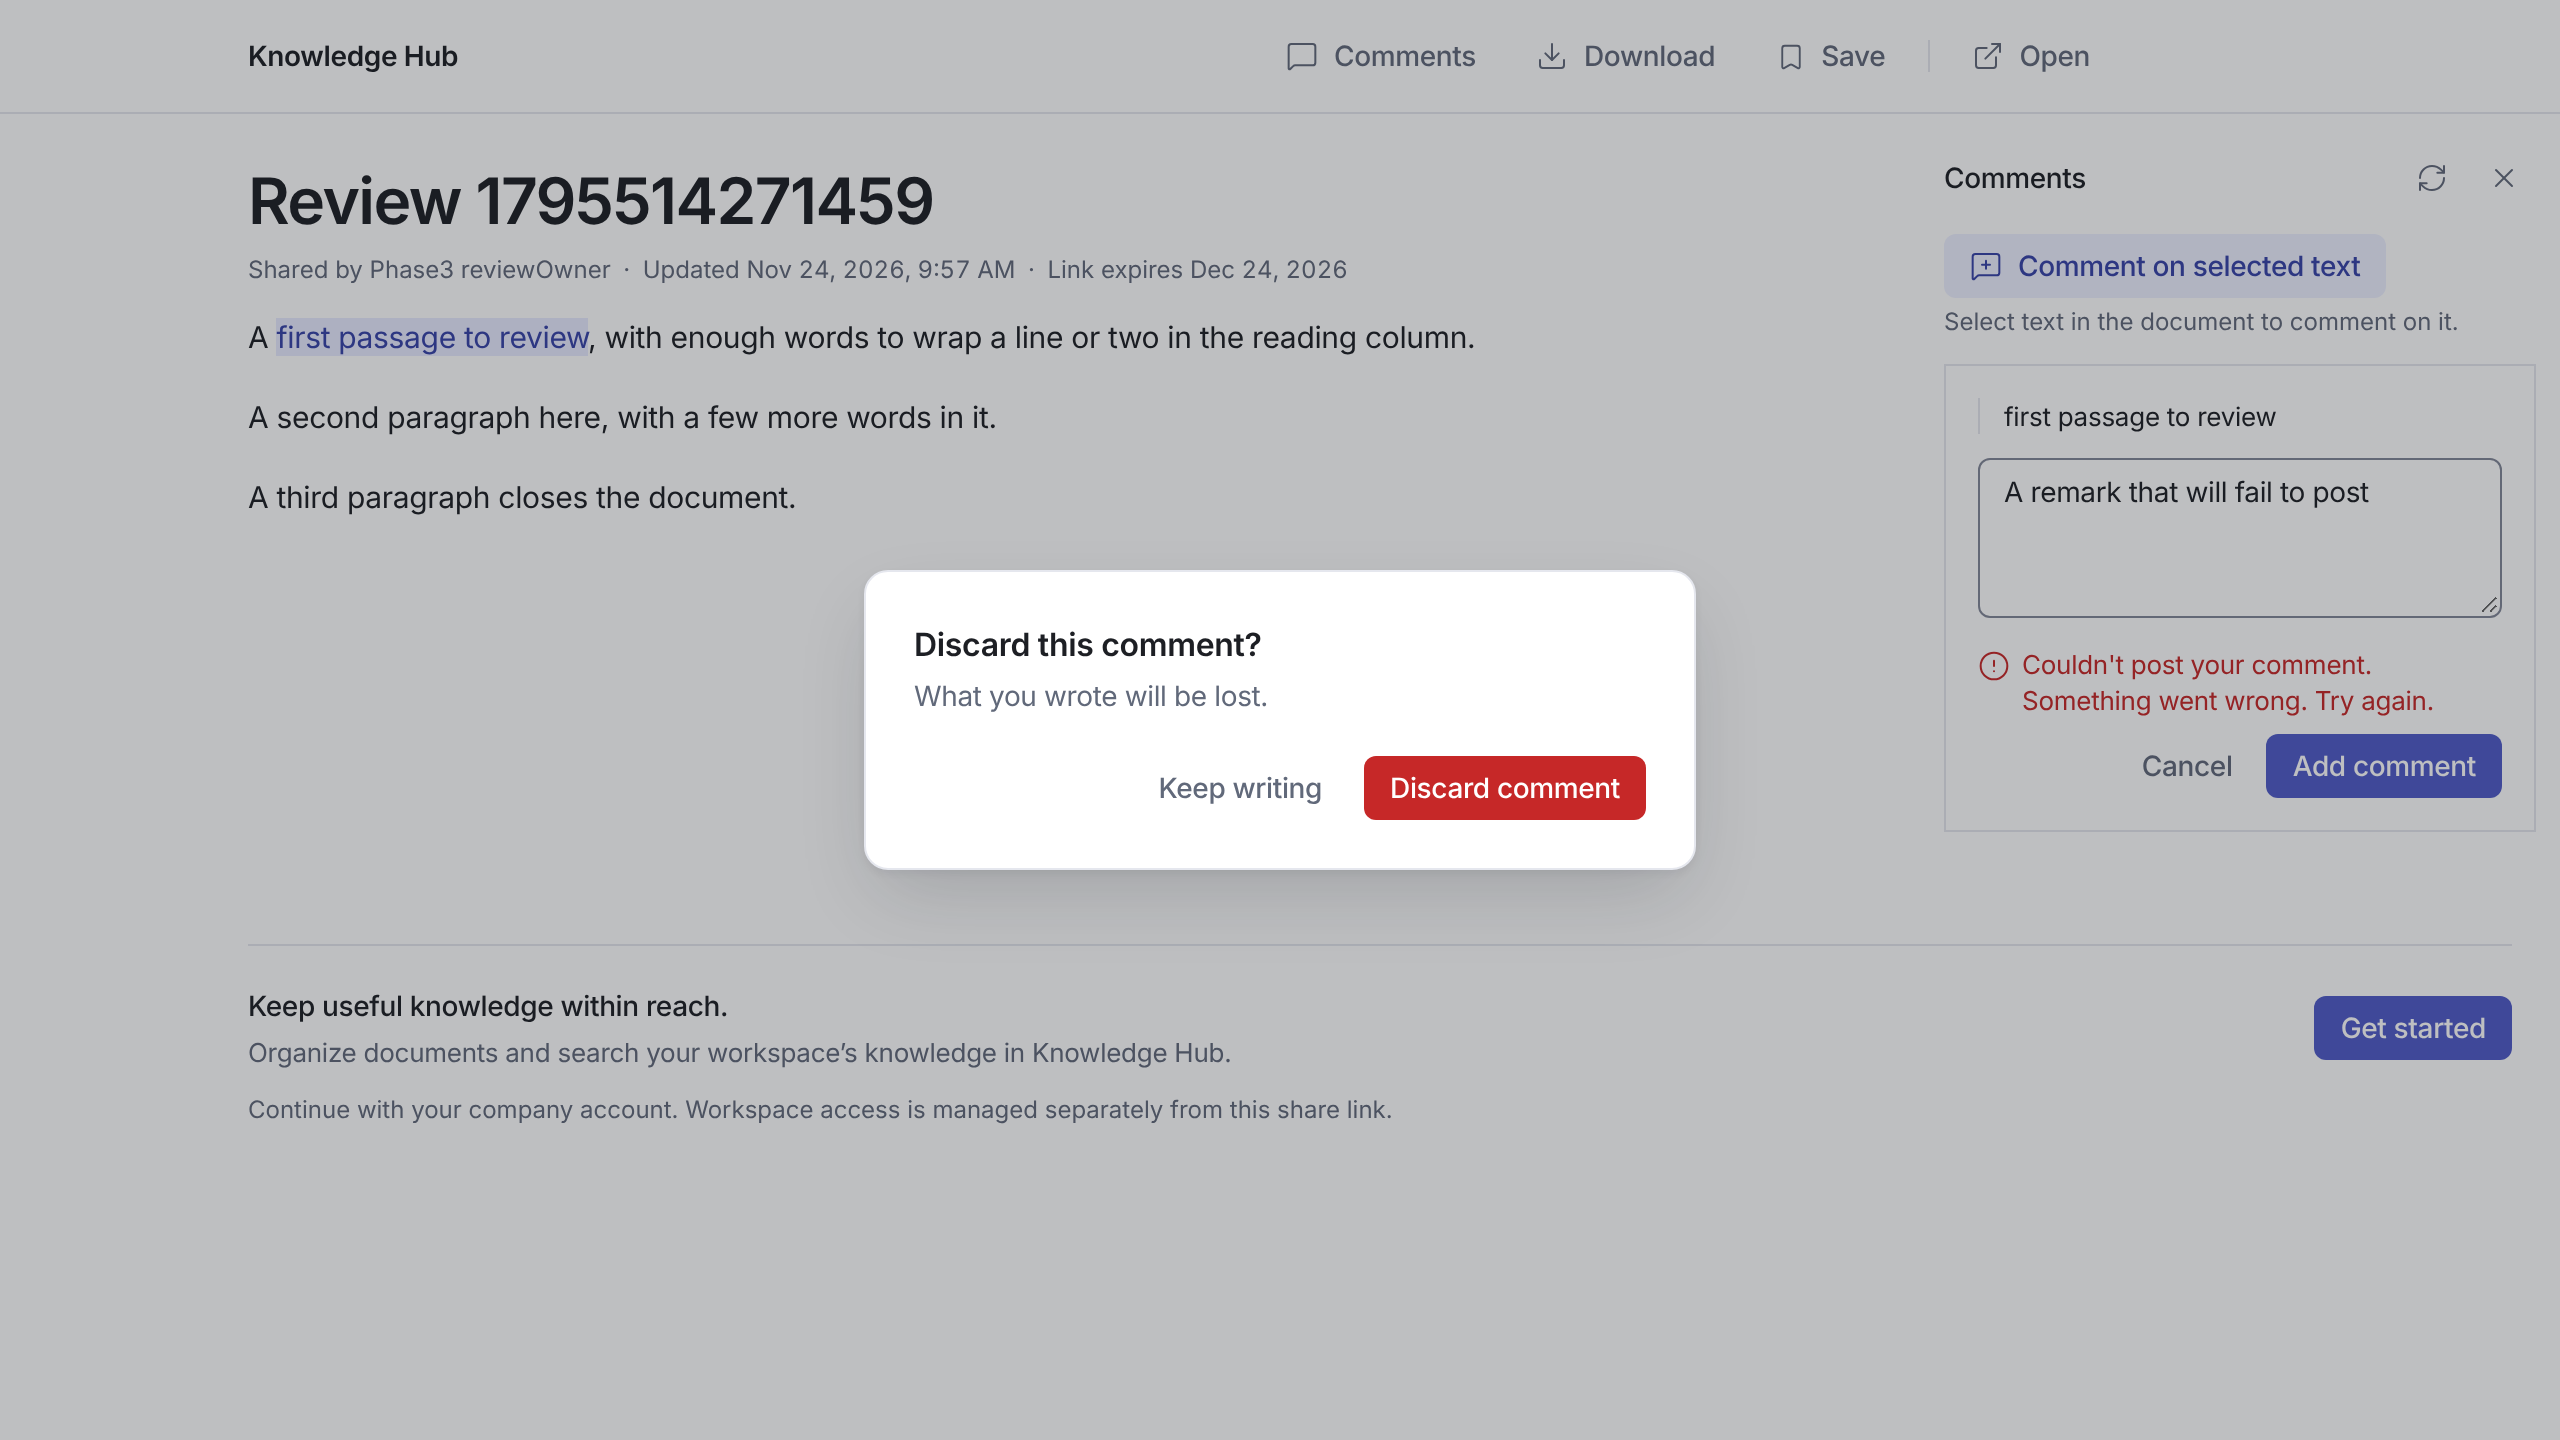 Knowledge Hub
Comments
Download
Save
Open
Review 1795514271459
Shared by Phase3 reviewOwner · Updated Nov 24, 2026, 9:57 AM · Link expires Dec 24, 2026
A first passage to review, with enough words to wrap a line or two in the reading column.
A second paragraph here, with a few more words in it.
A third paragraph closes the document.
Comments
Comment on selected text
Select text in the document to comment on it.
first passage to review
A remark that will fail to post
Couldn't post your comment.
Something went wrong. Try again.
Cancel
Add comment
Discard this comment?
What you wrote will be lost.
Keep writing
Discard comment
Keep useful knowledge within reach.
Organize documents and search your workspace’s knowledge in Knowledge Hub.
Continue with your company account. Workspace access is managed separately from this share link.
Get started